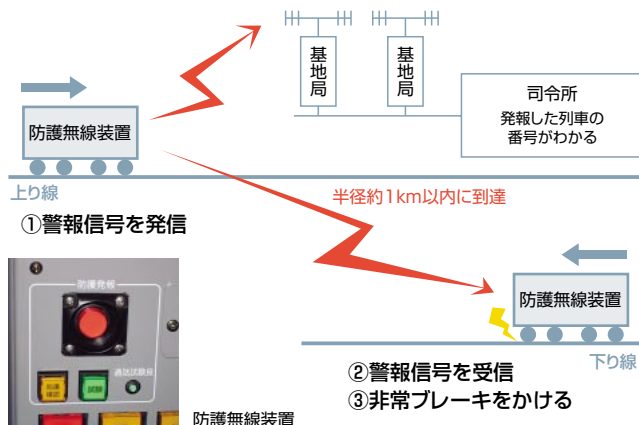 基地局
基地局
司令所
発報した列車の
番号がわかる
防護無線装置
上り線
半径約1km以内に到達
①警報信号を発信
防護発報
通話試験灯
試験
防護無線装置
防護無線装置
下り線
②警報信号を受信
③非常ブレーキをかける